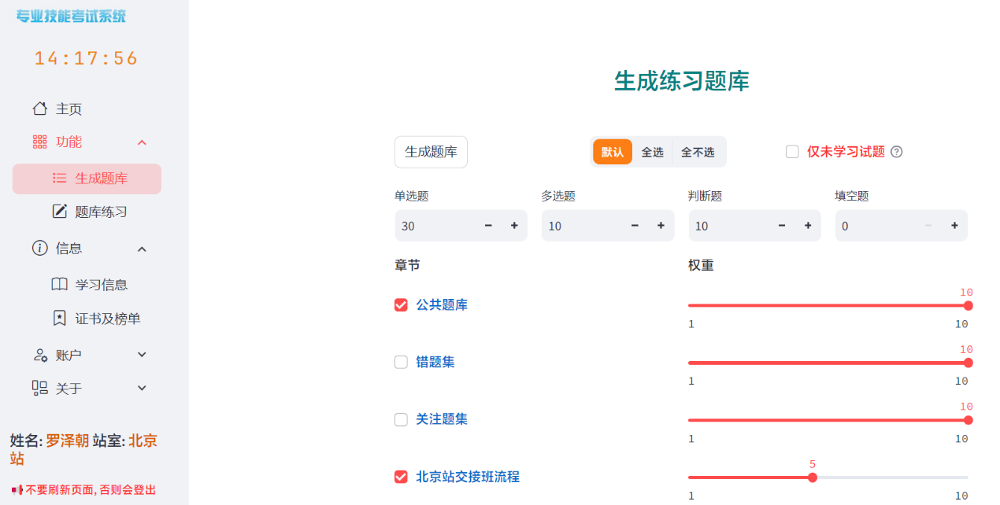 专业技能考试系统
14:17:56
主页
功能
生成题库
题库练习
信息
学习信息
证书及榜单
账户
关于
姓名: 罗泽朝 站室: 北京
站
不要刷新页面, 否则会登出
生成练习题库
生成题库
默认 全选 全不选
仅未学习试题
单选题 多选题 判断题 填空题
30 − + 10 − + 10 − + 0 − +
章节 权重
公共题库
10
1 10
错题集
10
1 10
关注题集
10
1 10
北京站交接班流程
5
1 10